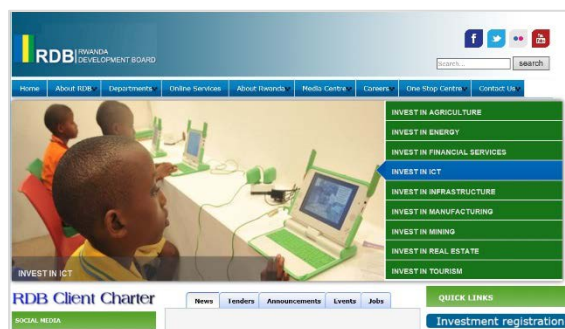 RDB RWANDA
DEVELOPMENT BOARD
f
You
Search...
search
Home About RDB Departments Online Services About Rwanda Media Centre Careers One Stop Centre Contact Us
INVEST IN AGRICULTURE
INVEST IN ENERGY
INVEST IN FINANCIAL SERVICES
INVEST IN ICT
INVEST IN INFRASTRUCTURE
INVEST IN MANUFACTURING
INVEST IN MINING
INVEST IN REAL ESTATE
INVEST IN TOURISM
INVEST IN ICT
RDB Client Charter
News Tenders Announcements Events Jobs
QUICK LINKS
SOCIAL MEDIA
Investment registration